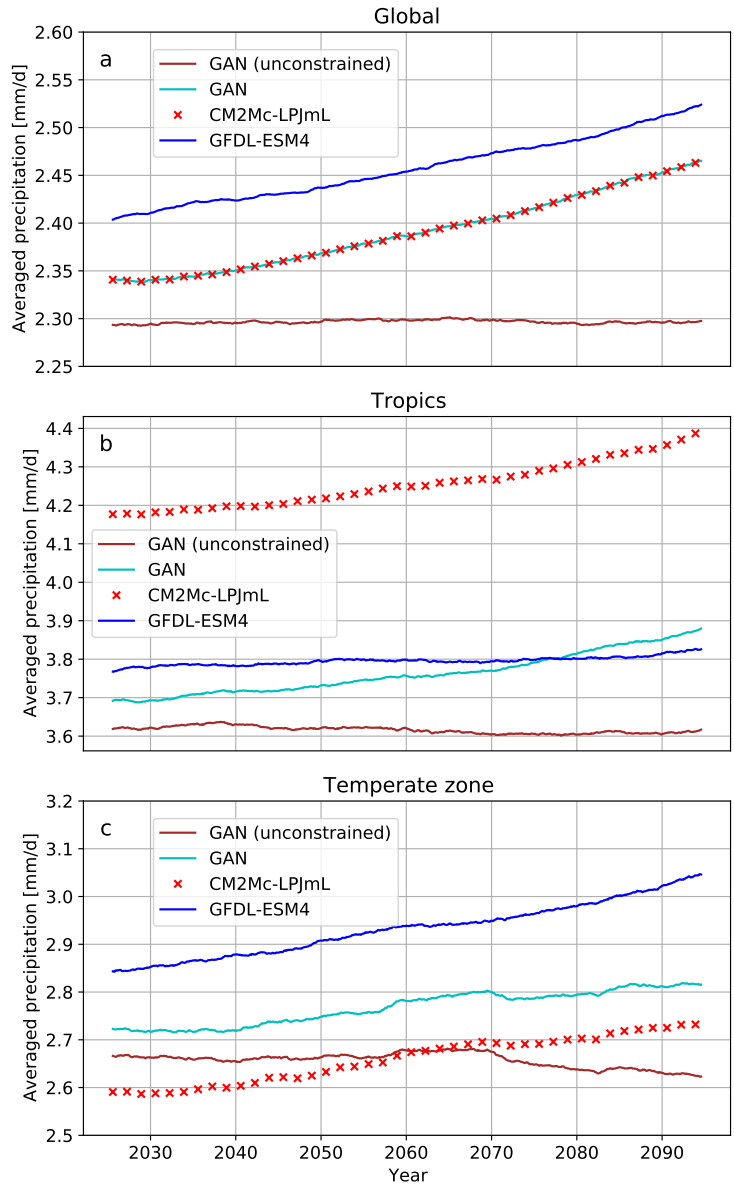 Global
a
GAN (unconstrained)
GAN
CM2Mc-LPJmL
GFDL-ESM4
2.60
2.55
2.50
2.45
2.40
2.35
2.30
2.25
Averaged precipitation [mm/d]
Tropics
b
GAN (unconstrained)
GAN
CM2Mc-LPJmL
GFDL-ESM4
4.4
4.3
4.2
4.1
4.0
3.9
3.8
3.7
3.6
Averaged precipitation [mm/d]
Temperate zone
c
GAN (unconstrained)
GAN
CM2Mc-LPJmL
GFDL-ESM4
3.2
3.1
3.0
2.9
2.8
2.7
2.6
2.5
Averaged precipitation [mm/d]
2030 2040 2050 2060 2070 2080 2090
Year